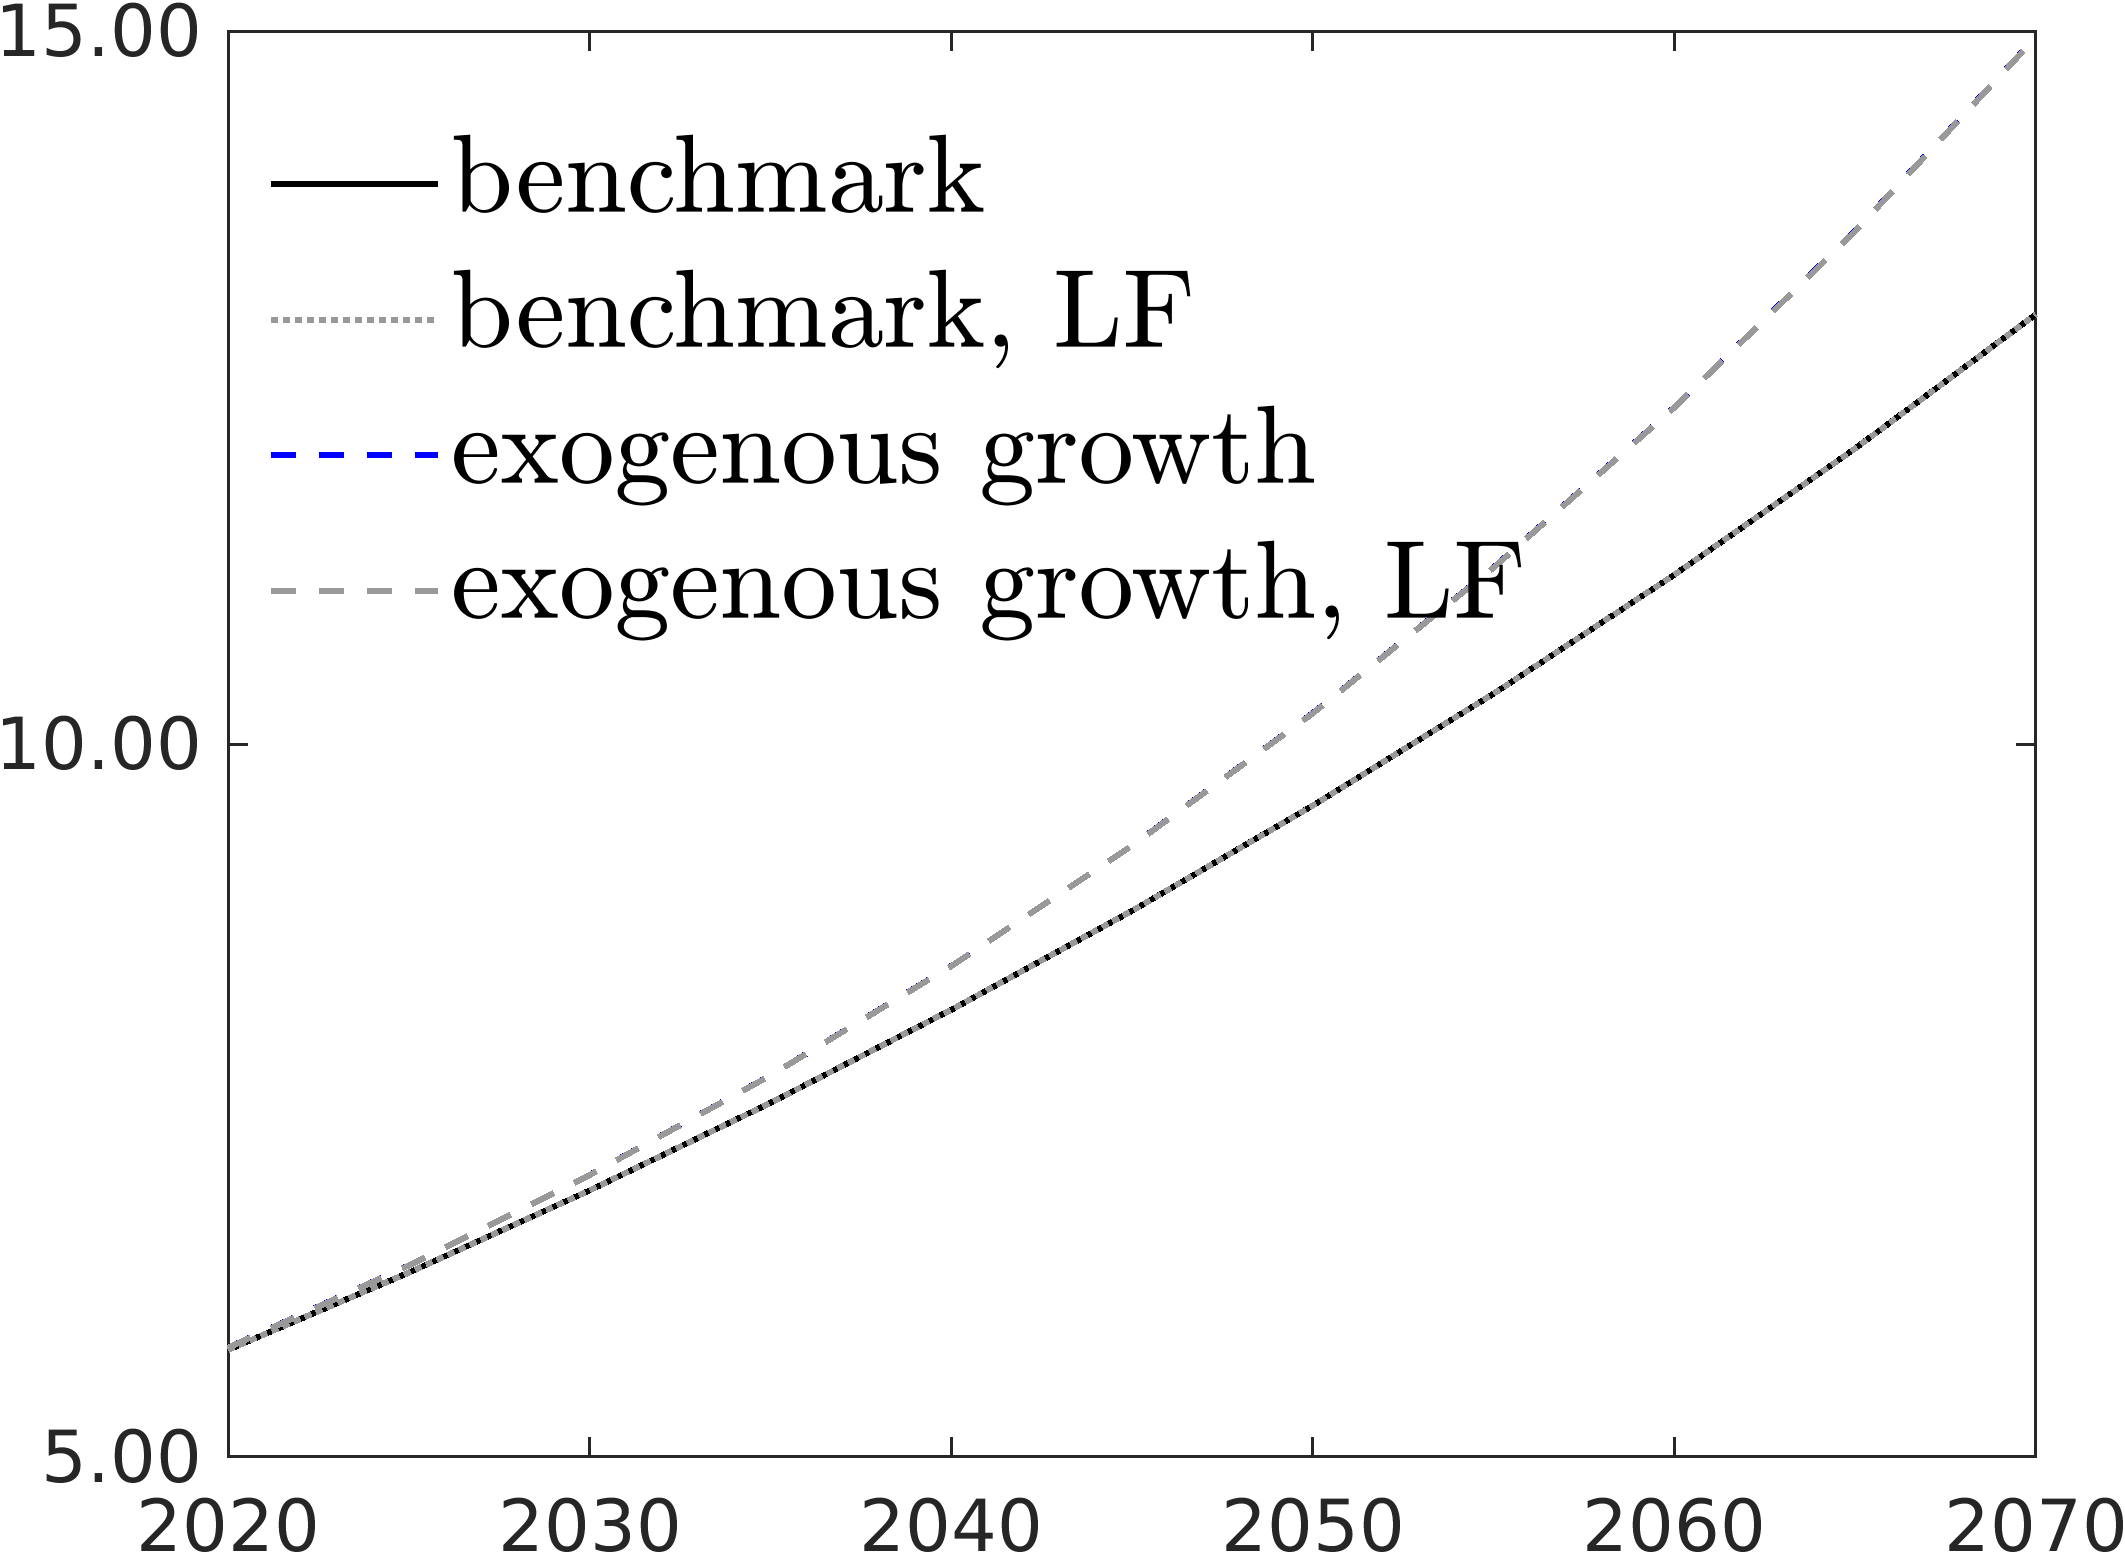 15.00
benchmark
benchmark, LF
exogenous growth
exogenous growth, LF
10.00
5.00
2020 2030 2040 2050 2060 2070